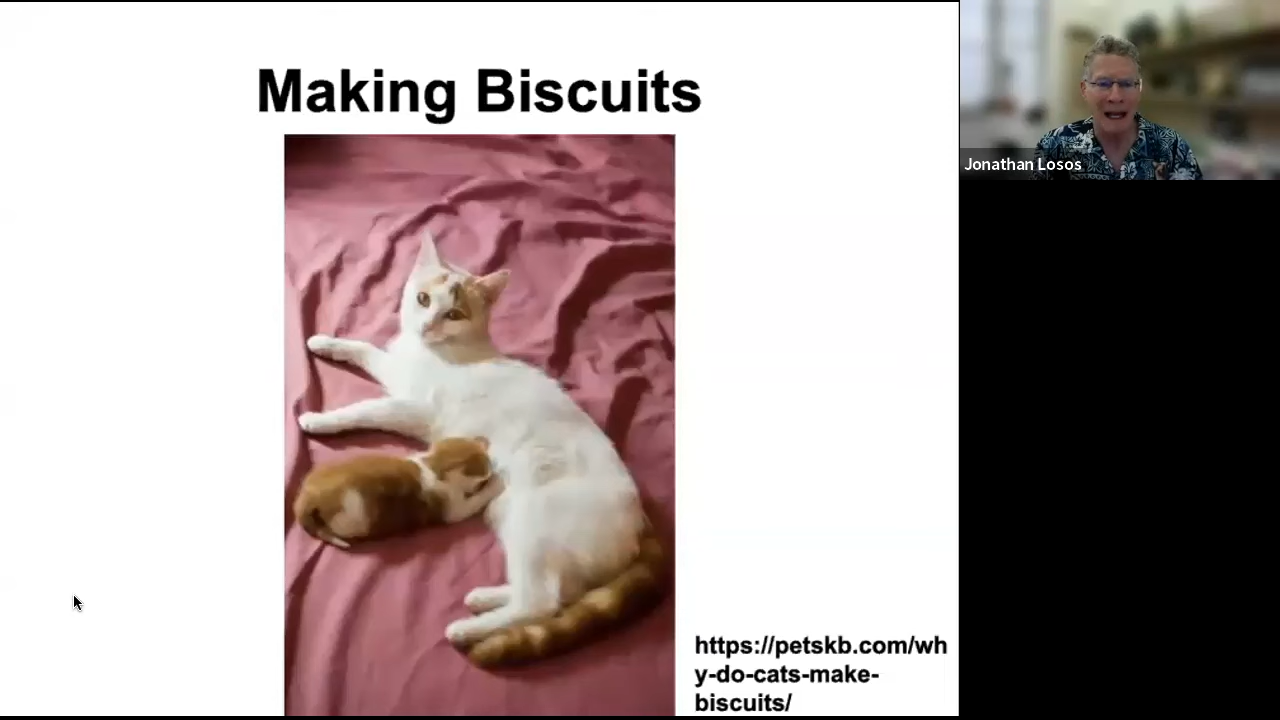 Making Biscuits
Jonathan Losos
https://petskb.com/wh
y-do-cats-make-
biscuits/